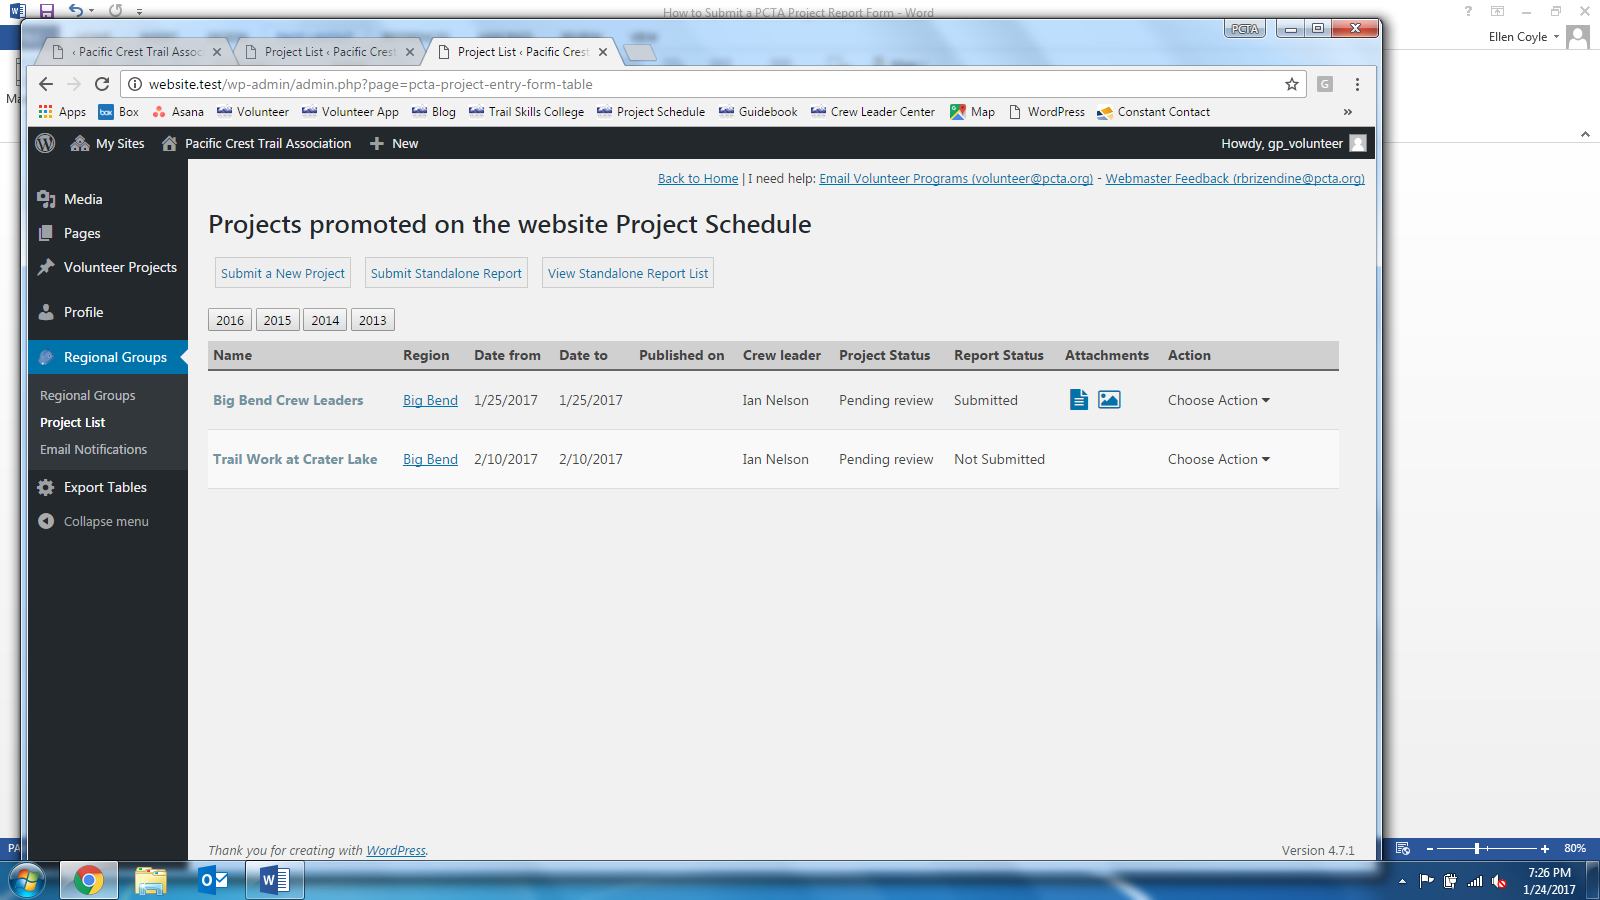 How to Submit a PCTA Project Report Form - Word
Ellen Coyle
PCTA
‹ Pacific Crest Trail Assoc
Project List ‹ Pacific Crest
Project List ‹ Pacific Crest
website.test/wp-admin/admin.php?page=pcta-project-entry-form-table
G
Apps
box Box
Asana
Volunteer
Volunteer App
Blog
Trail Skills College
Project Schedule
Guidebook
Crew Leader Center
Map
WordPress
Constant Contact
»
My Sites
Pacific Crest Trail Association
+ New
Howdy, gp_volunteer
Back to Home | I need help: Email Volunteer Programs (volunteer@pcta.org) - Webmaster Feedback (rbrizendine@pcta.org)
Media
Pages
Volunteer Projects
Profile
Regional Groups
Regional Groups
Project List
Email Notifications
Export Tables
Collapse menu
Projects promoted on the website Project Schedule
Submit a New Project
Submit Standalone Report
View Standalone Report List
2016 2015 2014 2013
Name Region Date from Date to Published on Crew leader Project Status Report Status Attachments Action
Big Bend Crew Leaders Big Bend 1/25/2017 1/25/2017 Ian Nelson Pending review Submitted Choose Action
Trail Work at Crater Lake Big Bend 2/10/2017 2/10/2017 Ian Nelson Pending review Not Submitted Choose Action
Thank you for creating with WordPress.
Version 4.7.1
80%
7:26 PM
1/24/2017